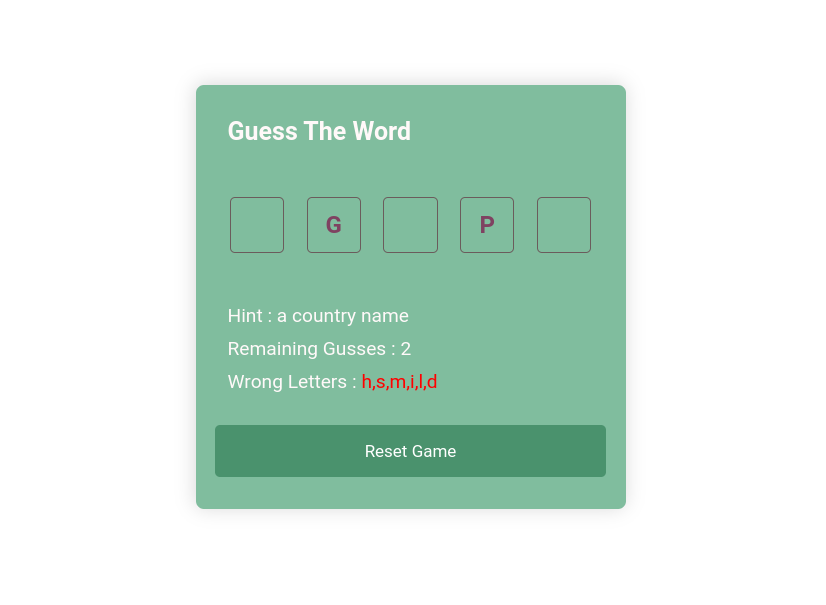 Guess The Word
G P
Hint : a country name
Remaining Gusses : 2
Wrong Letters : h,s,m,i,l,d
Reset Game